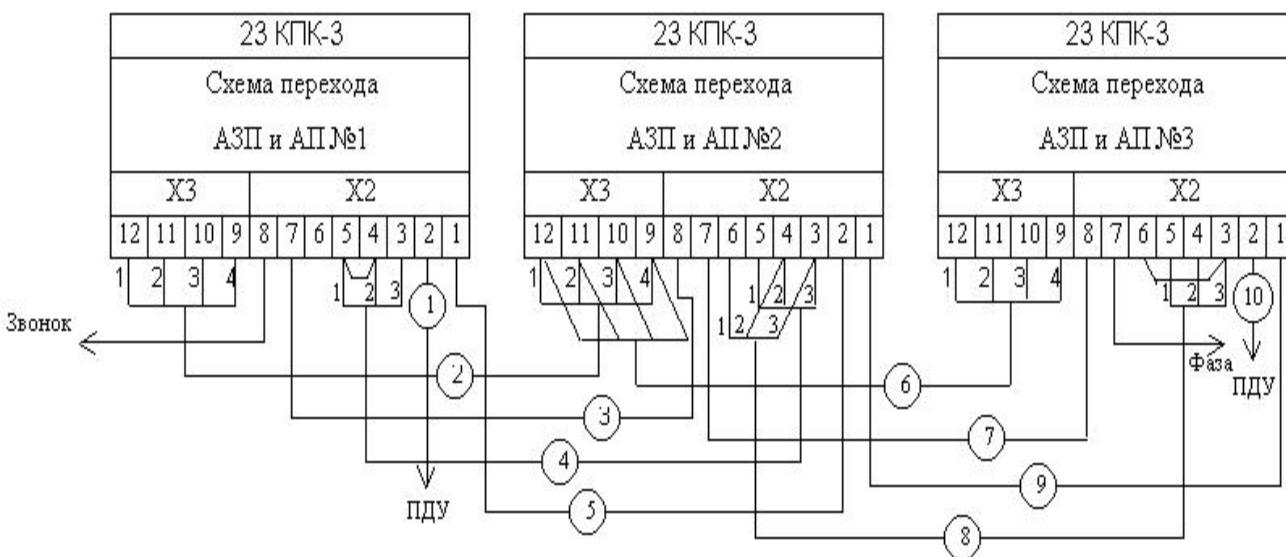 23 КПК-3
Схема перехода
АЗП и АП №1
Х3 Х2
12 11 10 9 8 7 6 5 4 3 2 1
1 2 3 4
1 2 3
1
23 КПК-3
Схема перехода
АЗП и АП №2
Х3 Х2
12 11 10 9 8 7 6 5 4 3 2 1
1 2 3 4
1 2 3
1 2 3
23 КПК-3
Схема перехода
АЗП и АП №3
Х3 Х2
12 11 10 9 8 7 6 5 4 3 2 1
1 2 3 4
1 2 3
10
Звонок
Фаза
ПДУ
2
6
3
7
4
9
ПДУ
5
8